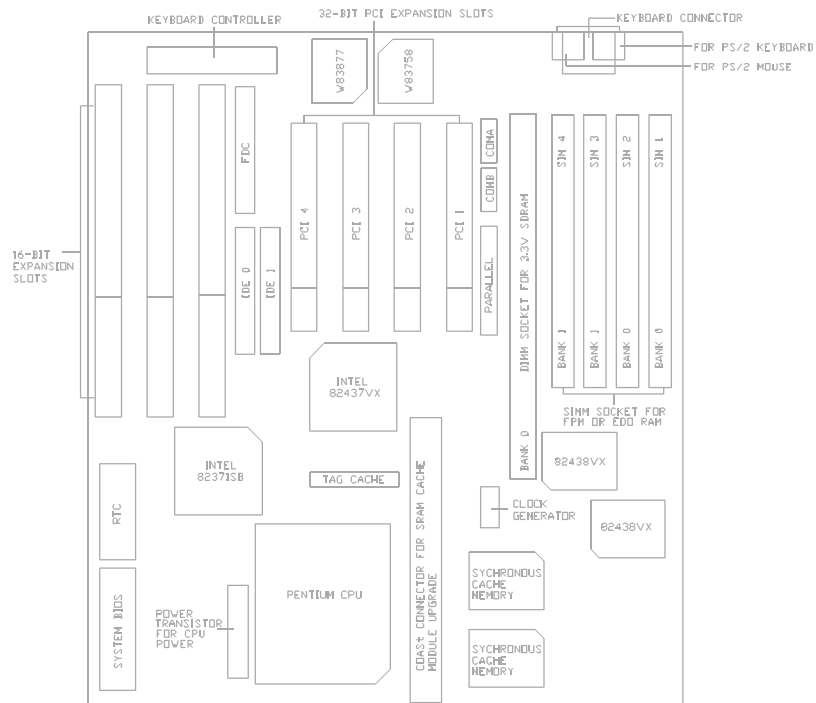 32-BIT PCI EXPANSION SLOTS
KEYBOARD CONTROLLER
KEYBOARD CONNECTOR
FOR PS/2 KEYBOARD
FOR PS/2 MOUSE
W83877
W83758
FDC
COMA
COMB
SIM 4
SIM 3
SIM 2
SIM 1
PCI 4
PCI 3
PCI 2
PCI 1
16-BIT
EXPANSION
SLOTS
IDE 0
IDE 1
PARALLEL
DIMM SOCKET FOR 3.3V SDRAM
BANK 0
BANK 1
BANK 1
BANK 0
BANK 0
INTEL
82437VX
SIMM SOCKET FOR
FPM OR EDO RAM
INTEL
82371SB
TAG CACHE
82438VX
82438VX
CLOCK
GENERATOR
RTC
COASt CONNECTOR FOR SRAM CACHE
MODULE UPGRADE
SYCHRONOUS
CACHE
MEMORY
PENTIUM CPU
SYSTEM BIOS
POWER
TRANSISTOR
FOR CPU
POWER
SYCHRONOUS
CACHE
MEMORY